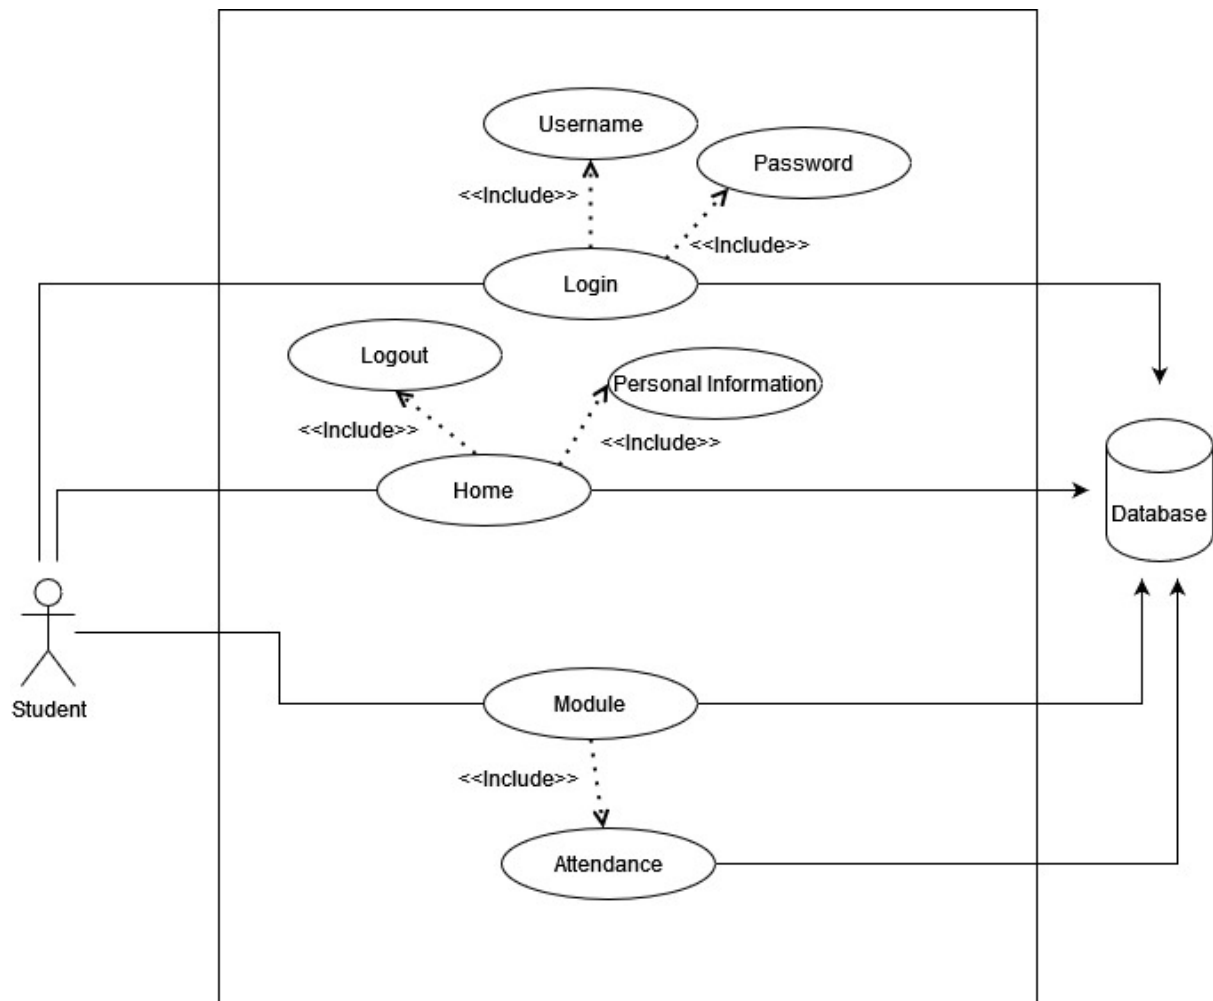 Username
Password
<<Include>>
<<Include>>
Login
Logout
Personal Information
<<Include>>
<<Include>>
Home
Database
Student
Module
<<Include>>
Attendance